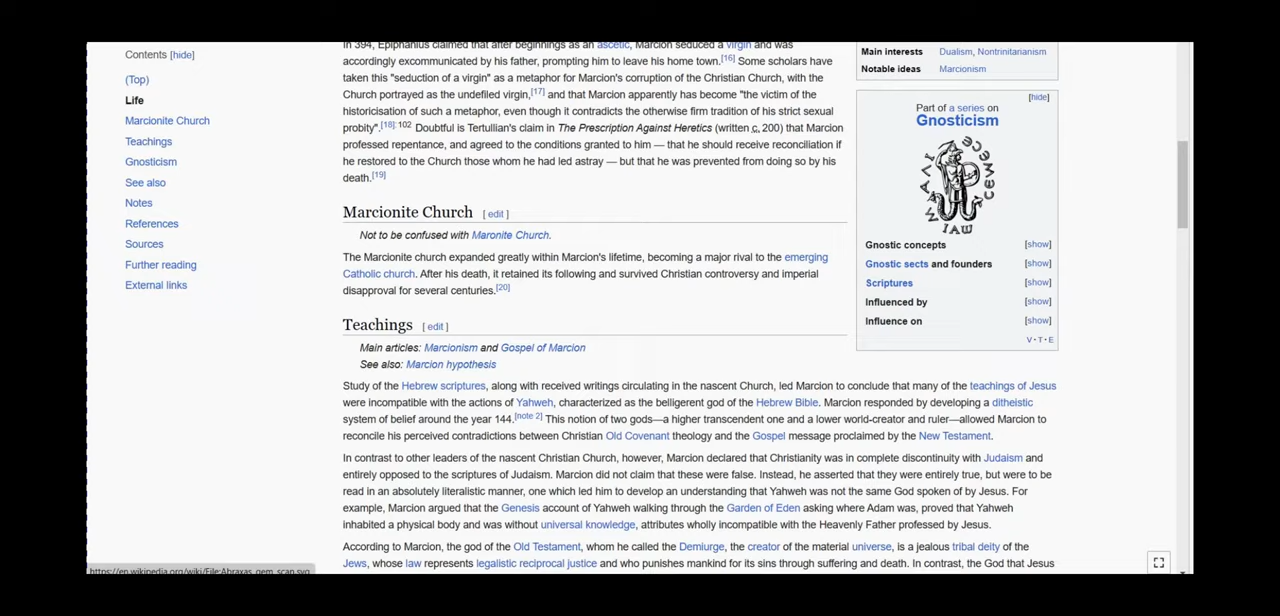 Contents [hide]
(Top)
Life
Marcionite Church
Teachings
Gnosticism
See also
Notes
References
Sources
Further reading
External links
In 394, Epiphanius claimed that after beginnings as an ascetic, Marcion seduced a virgin and was
accordingly excommunicated by his father, prompting him to leave his home town.[16] Some scholars have
taken this "seduction of a virgin" as a metaphor for Marcion's corruption of the Christian Church, with the
Church portrayed as the undefiled virgin,[17] and that Marcion apparently has become "the victim of the
historicisation of such a metaphor, even though it contradicts the otherwise firm tradition of his strict sexual
probity".[18]: 102 Doubtful is Tertullian's claim in The Prescription Against Heretics (written c. 200) that Marcion
professed repentance, and agreed to the conditions granted to him — that he should receive reconciliation if
he restored to the Church those whom he had led astray — but that he was prevented from doing so by his
death.[19]
Marcionite Church [ edit ]
Not to be confused with Maronite Church.
The Marcionite church expanded greatly within Marcion's lifetime, becoming a major rival to the emerging
Catholic church. After his death, it retained its following and survived Christian controversy and imperial
disapproval for several centuries.[20]
Teachings [ edit ]
Main articles: Marcionism and Gospel of Marcion
See also: Marcion hypothesis
Study of the Hebrew scriptures, along with received writings circulating in the nascent Church, led Marcion to conclude that many of the teachings of Jesus
were incompatible with the actions of Yahweh, characterized as the belligerent god of the Hebrew Bible. Marcion responded by developing a ditheistic
system of belief around the year 144.[note 2] This notion of two gods—a higher transcendent one and a lower world-creator and ruler—allowed Marcion to
reconcile his perceived contradictions between Christian Old Covenant theology and the Gospel message proclaimed by the New Testament.
In contrast to other leaders of the nascent Christian Church, however, Marcion declared that Christianity was in complete discontinuity with Judaism and
entirely opposed to the scriptures of Judaism. Marcion did not claim that these were false. Instead, he asserted that they were entirely true, but were to be
read in an absolutely literalistic manner, one which led him to develop an understanding that Yahweh was not the same God spoken of by Jesus. For
example, Marcion argued that the Genesis account of Yahweh walking through the Garden of Eden asking where Adam was, proved that Yahweh
inhabited a physical body and was without universal knowledge, attributes wholly incompatible with the Heavenly Father professed by Jesus.
According to Marcion, the god of the Old Testament, whom he called the Demiurge, the creator of the material universe, is a jealous tribal deity of the
Jews, whose law represents legalistic reciprocal justice and who punishes mankind for its sins through suffering and death. In contrast, the God that Jesus
Main interests Dualism, Nontrinitarianism
Notable ideas Marcionism
[hide]
Part of a series on
Gnosticism
IAW
Gnostic concepts [show]
Gnostic sects and founders [show]
Scriptures [show]
Influenced by [show]
Influence on [show]
V·T·E
https://en.wikipedia.org/wiki/File:Abraxas_gem_scan.svg